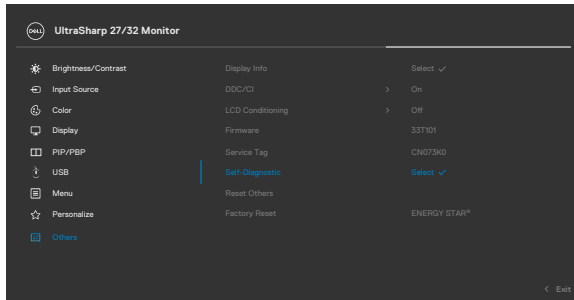 DELL UltraSharp 27/32 Monitor
Brightness/Contrast Display Info Select ✓
Input Source DDC/CI > On
Color LCD Conditioning > Off
Display Firmware 33T101
PIP/PBP Service Tag CN073K0
USB Self-Diagnostic Select ✓
Menu Reset Others
Personalize Factory Reset ENERGY STAR®
Others
< Exit